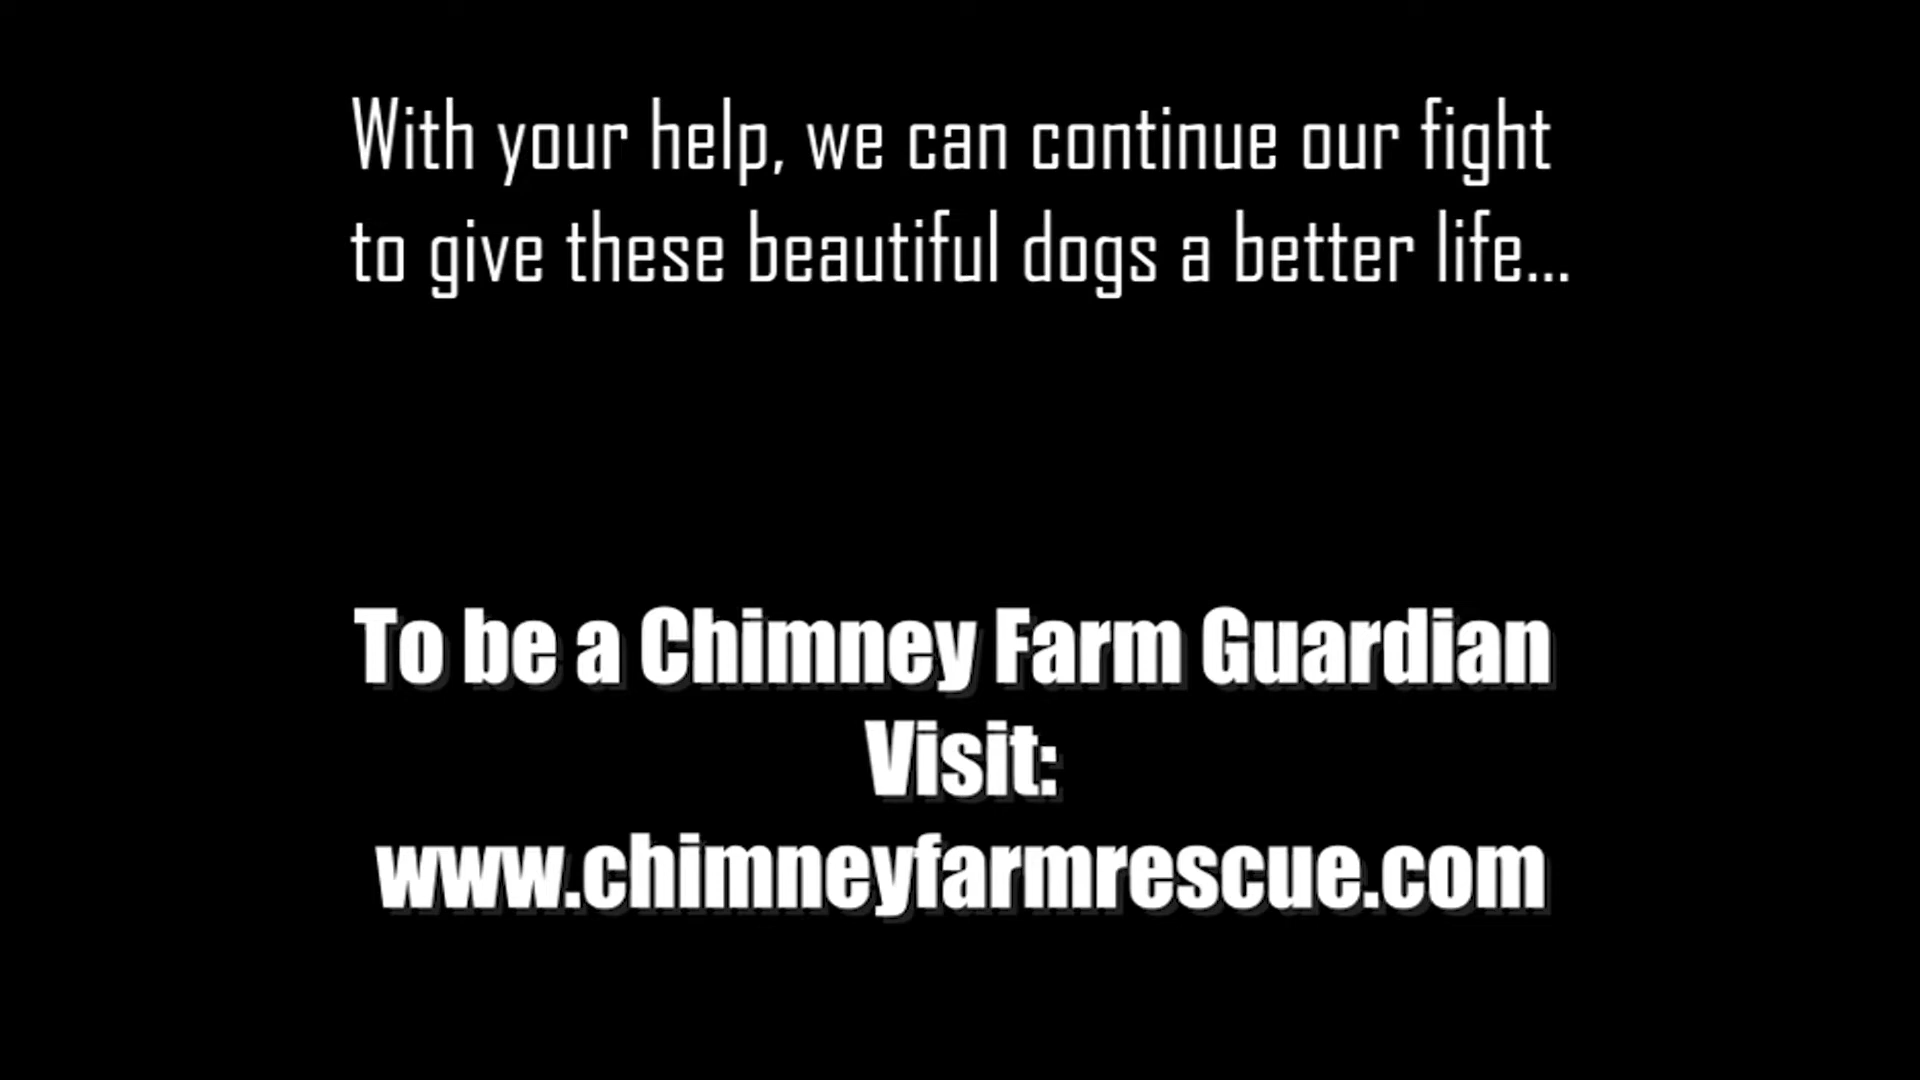 With your help, we can continue our fight
to give these beautiful dogs a better life...
To be a Chimney Farm Guardian
Visit:
www.chimneyfarmrescue.com